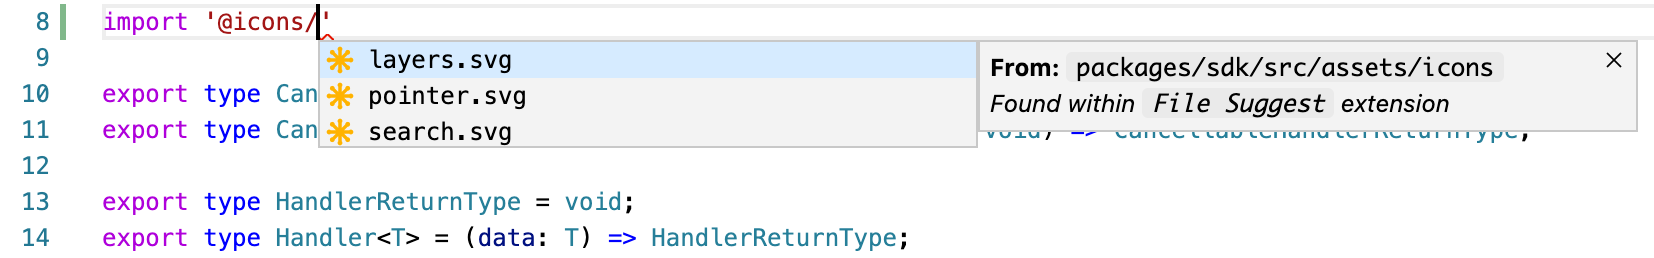 8 import '@icons/'
9 layers.svg From: packages/sdk/src/assets/icons
10 export type Can pointer.svg Found within File Suggest extension
11 export type Can search.svg void) => CancellableHandlerReturnType;
12
13 export type HandlerReturnType = void;
14 export type Handler<T> = (data: T) => HandlerReturnType;